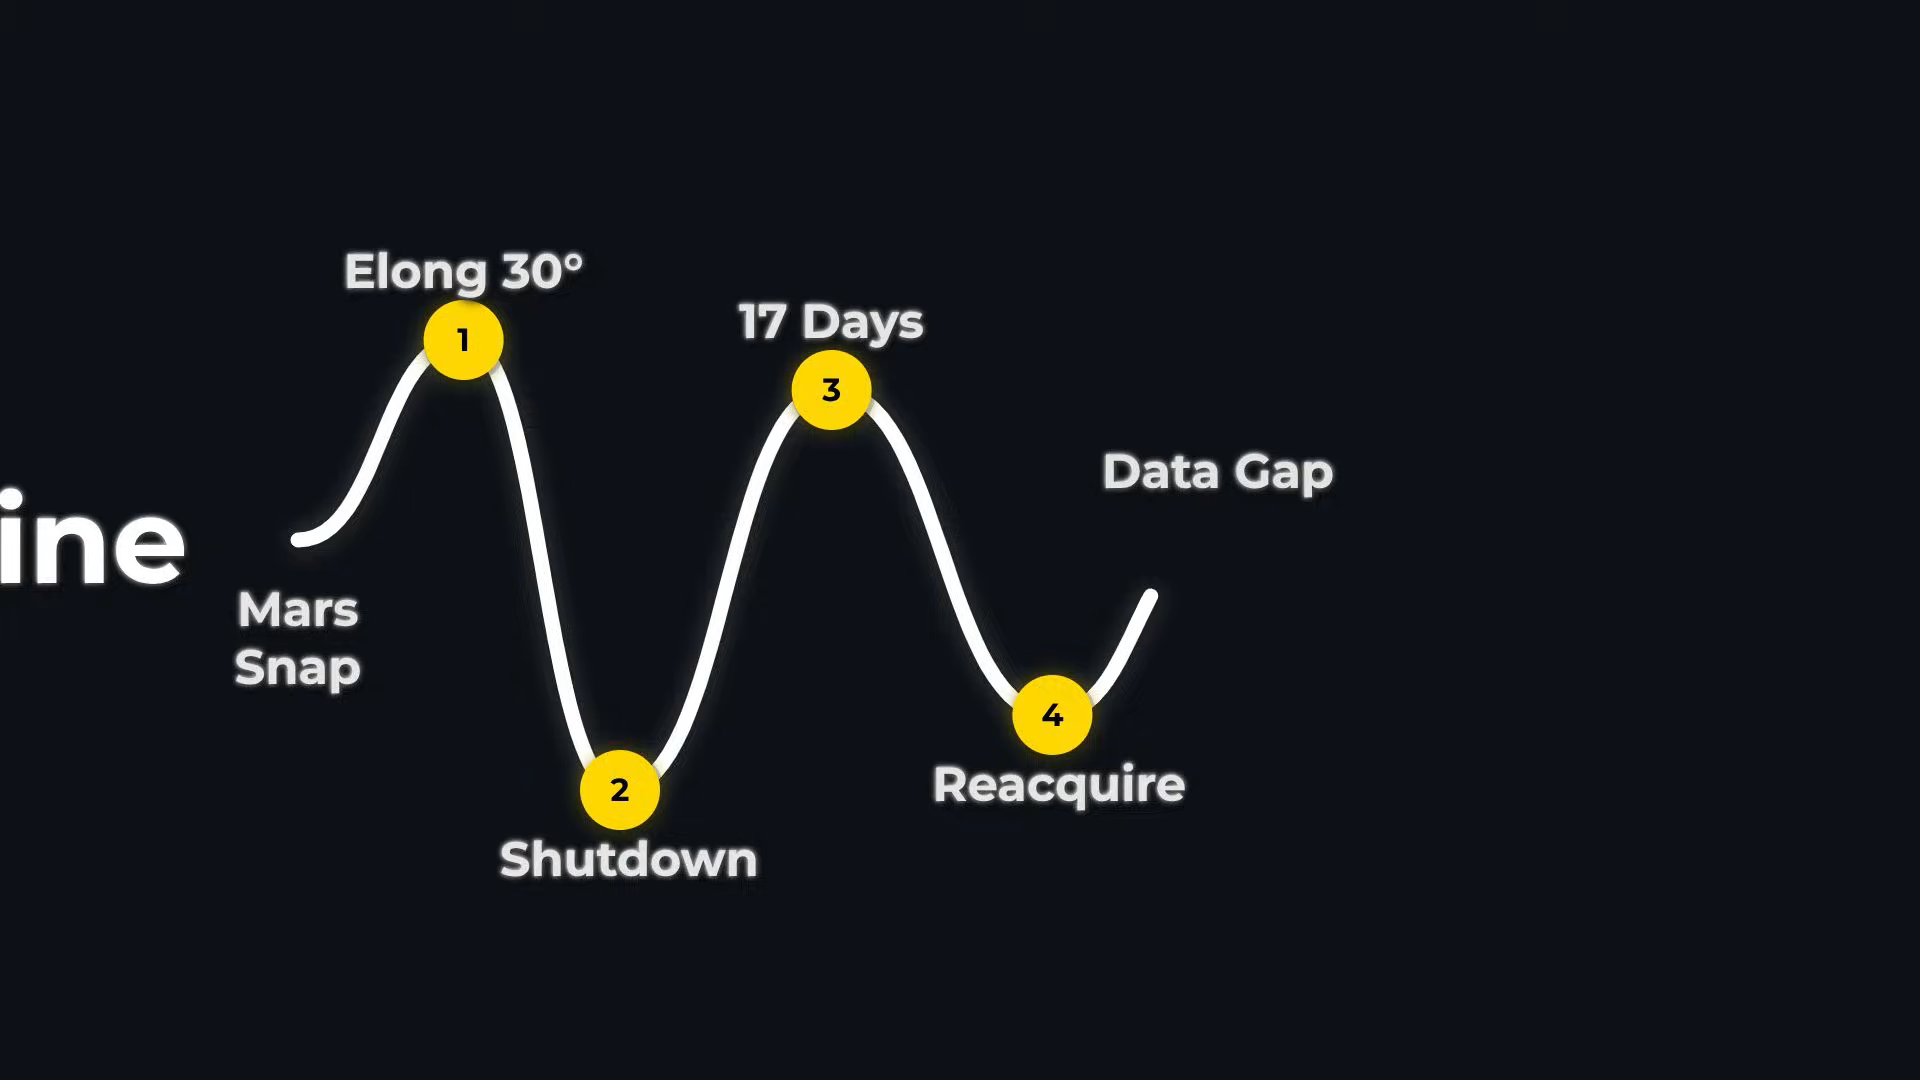 ine
Mars
Snap
Elong 30°
1
2
Shutdown
17 Days
3
4
Reacquire
Data Gap